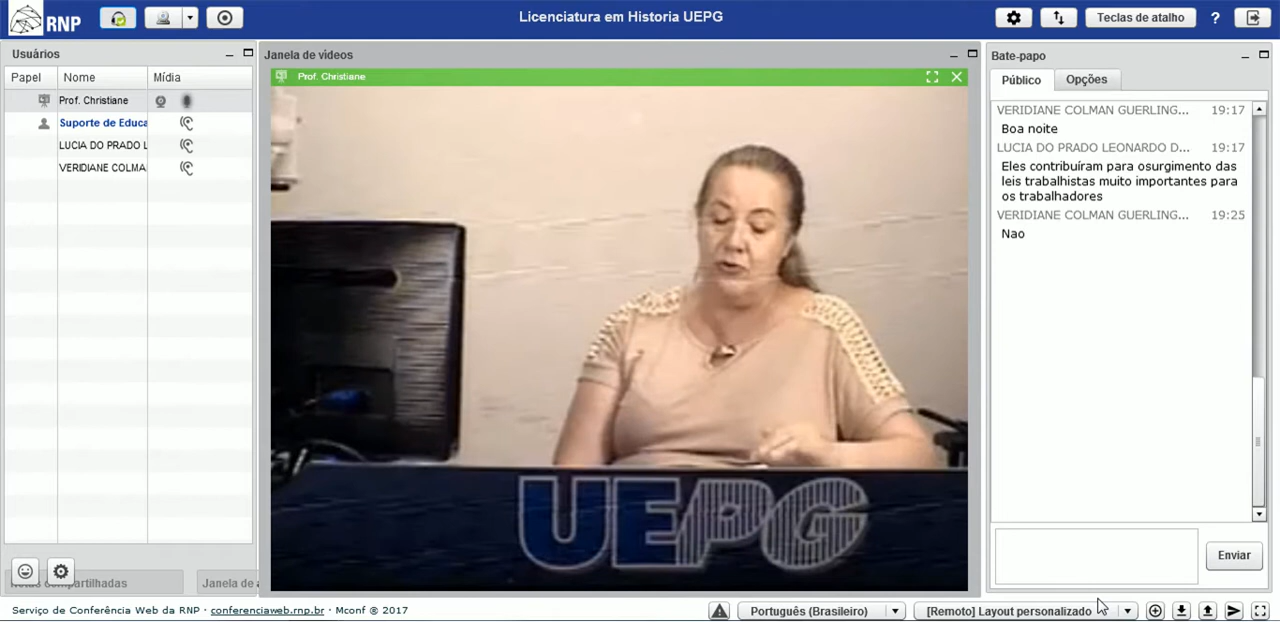 RNP
Licenciatura em Historia UEPG
Teclas de atalho
?
Usuários
Papel Nome Mídia
Prof. Christiane
Suporte de Educa
LUCIA DO PRADO L
VERIDIANE COLMA
Notas compartilhadas
Janela de a
Janela de vídeos
Prof. Christiane
UEPG
Bate-papo
Público Opções
VERIDIANE COLMAN GUERLING... 19:17
Boa noite
LUCIA DO PRADO LEONARDO D... 19:17
Eles contribuíram para osurgimento das
leis trabalhistas muito importantes para
os trabalhadores
VERIDIANE COLMAN GUERLING... 19:25
Nao
Enviar
Serviço de Conferência Web da RNP · conferenciaweb.rnp.br · Mconf © 2017
Português (Brasileiro)
[Remoto] Layout personalizado